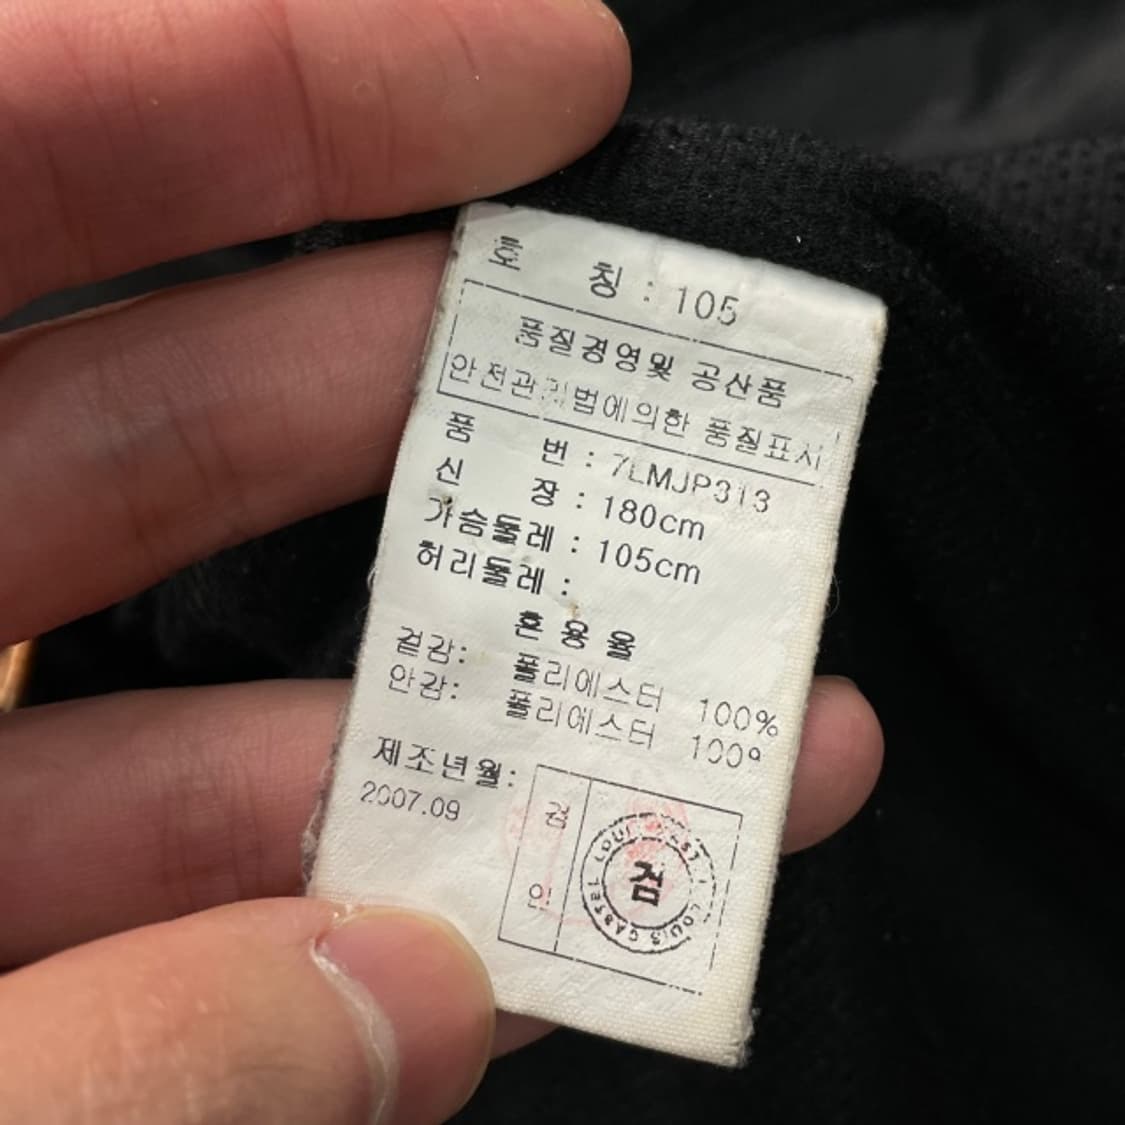 호 칭 : 105
품질경영및 공산품
안전관리법에의한 품질표시
품 번 : 7LMJP313
신 장 : 180cm
가슴둘레 : 105cm
허리둘레 :
혼 용 율
겉감: 폴리에스터 100%
안감: 폴리에스터 100%
제조년월:
2007.09
검
인
검
LOUIS GABSEL